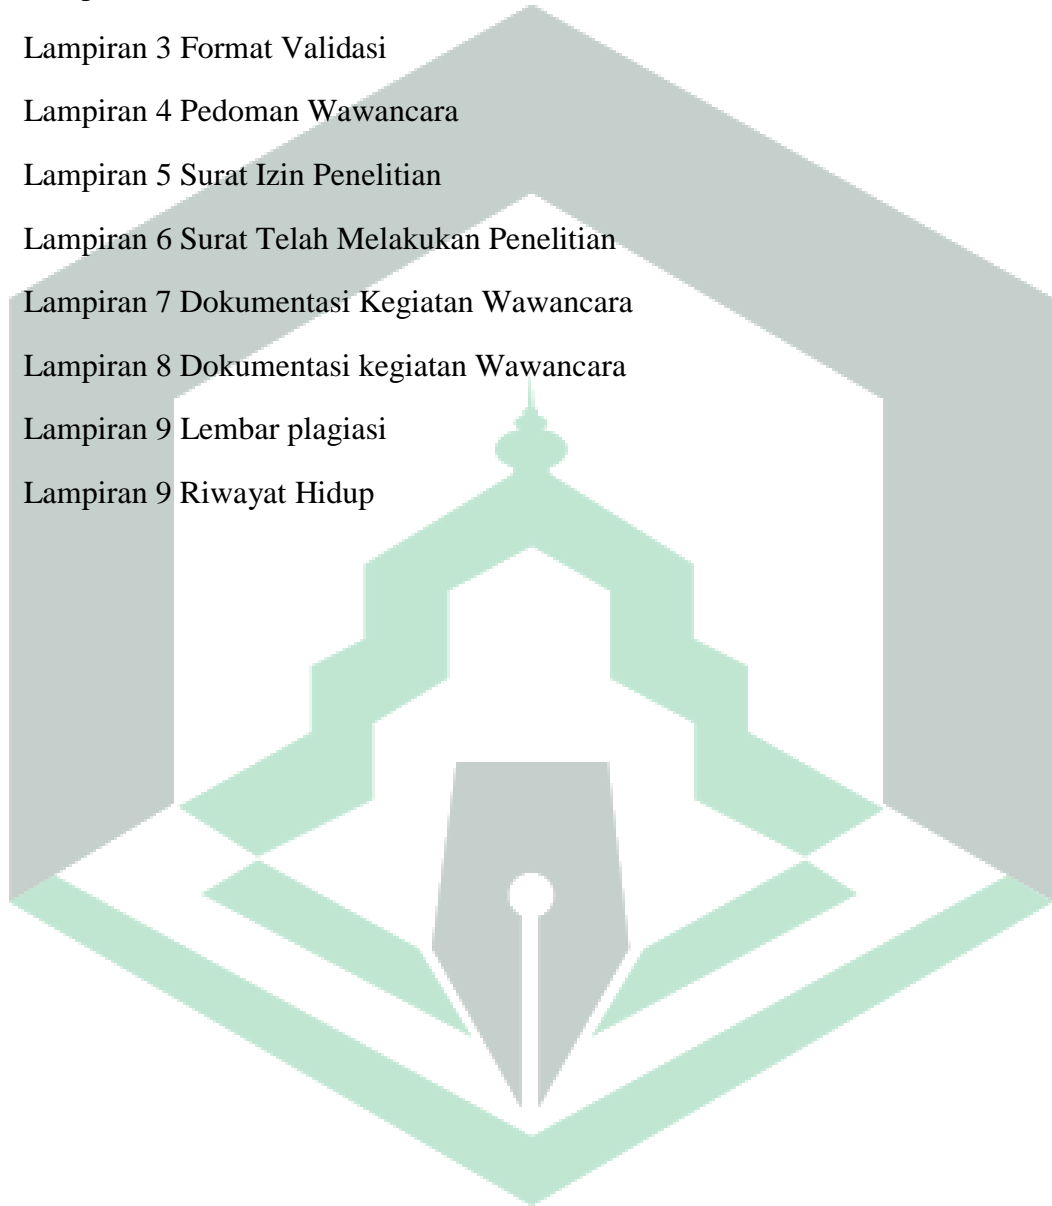 Lampiran 3 Format Validasi
Lampiran 4 Pedoman Wawancara
Lampiran 5 Surat Izin Penelitian
Lampiran 6 Surat Telah Melakukan Penelitian
Lampiran 7 Dokumentasi Kegiatan Wawancara
Lampiran 8 Dokumentasi kegiatan Wawancara
Lampiran 9 Lembar plagiasi
Lampiran 9 Riwayat Hidup